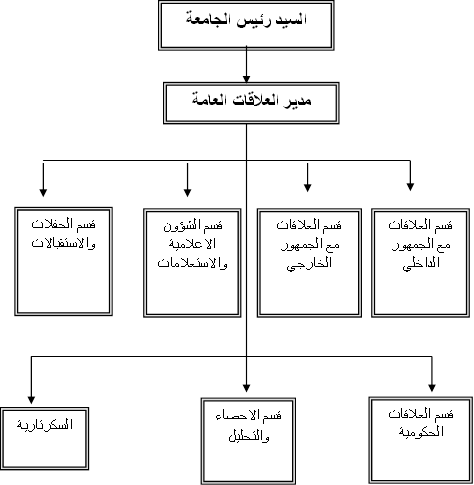 السيد رئيس الجامعة
مدير العلاقات العامة
قسم العلاقات
مع الجمهور
الداخلي
قسم العلاقات
مع الجمهور
الخارجي
قسم الشؤون
الاعلامية
والاستعلامات
قسم الحفلات
والاستقبالات
قسم العلاقات
الحكومية
قسم الاحصاء
والتحليل
السكرتارية